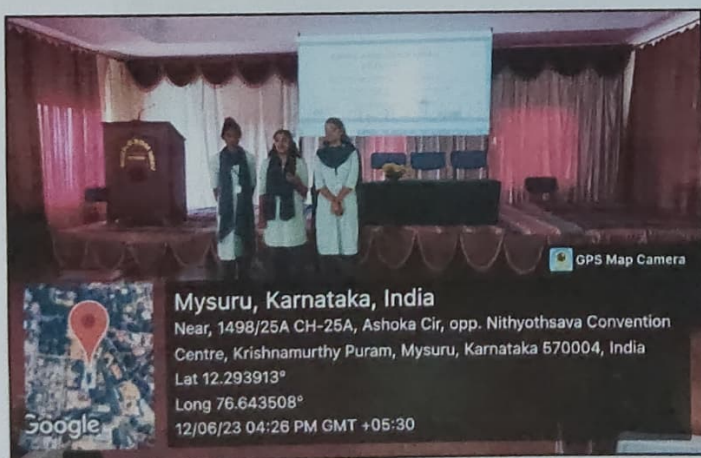 GPS Map Camera
Mysuru, Karnataka, India
Near, 1498/25A CH-25A, Ashoka Cir, opp. Nithyothsava Convention
Centre, Krishnamurthy Puram, Mysuru, Karnataka 570004, India
Lat 12.293913°
Long 76.643508°
12/06/23 04:26 PM GMT +05:30
Google